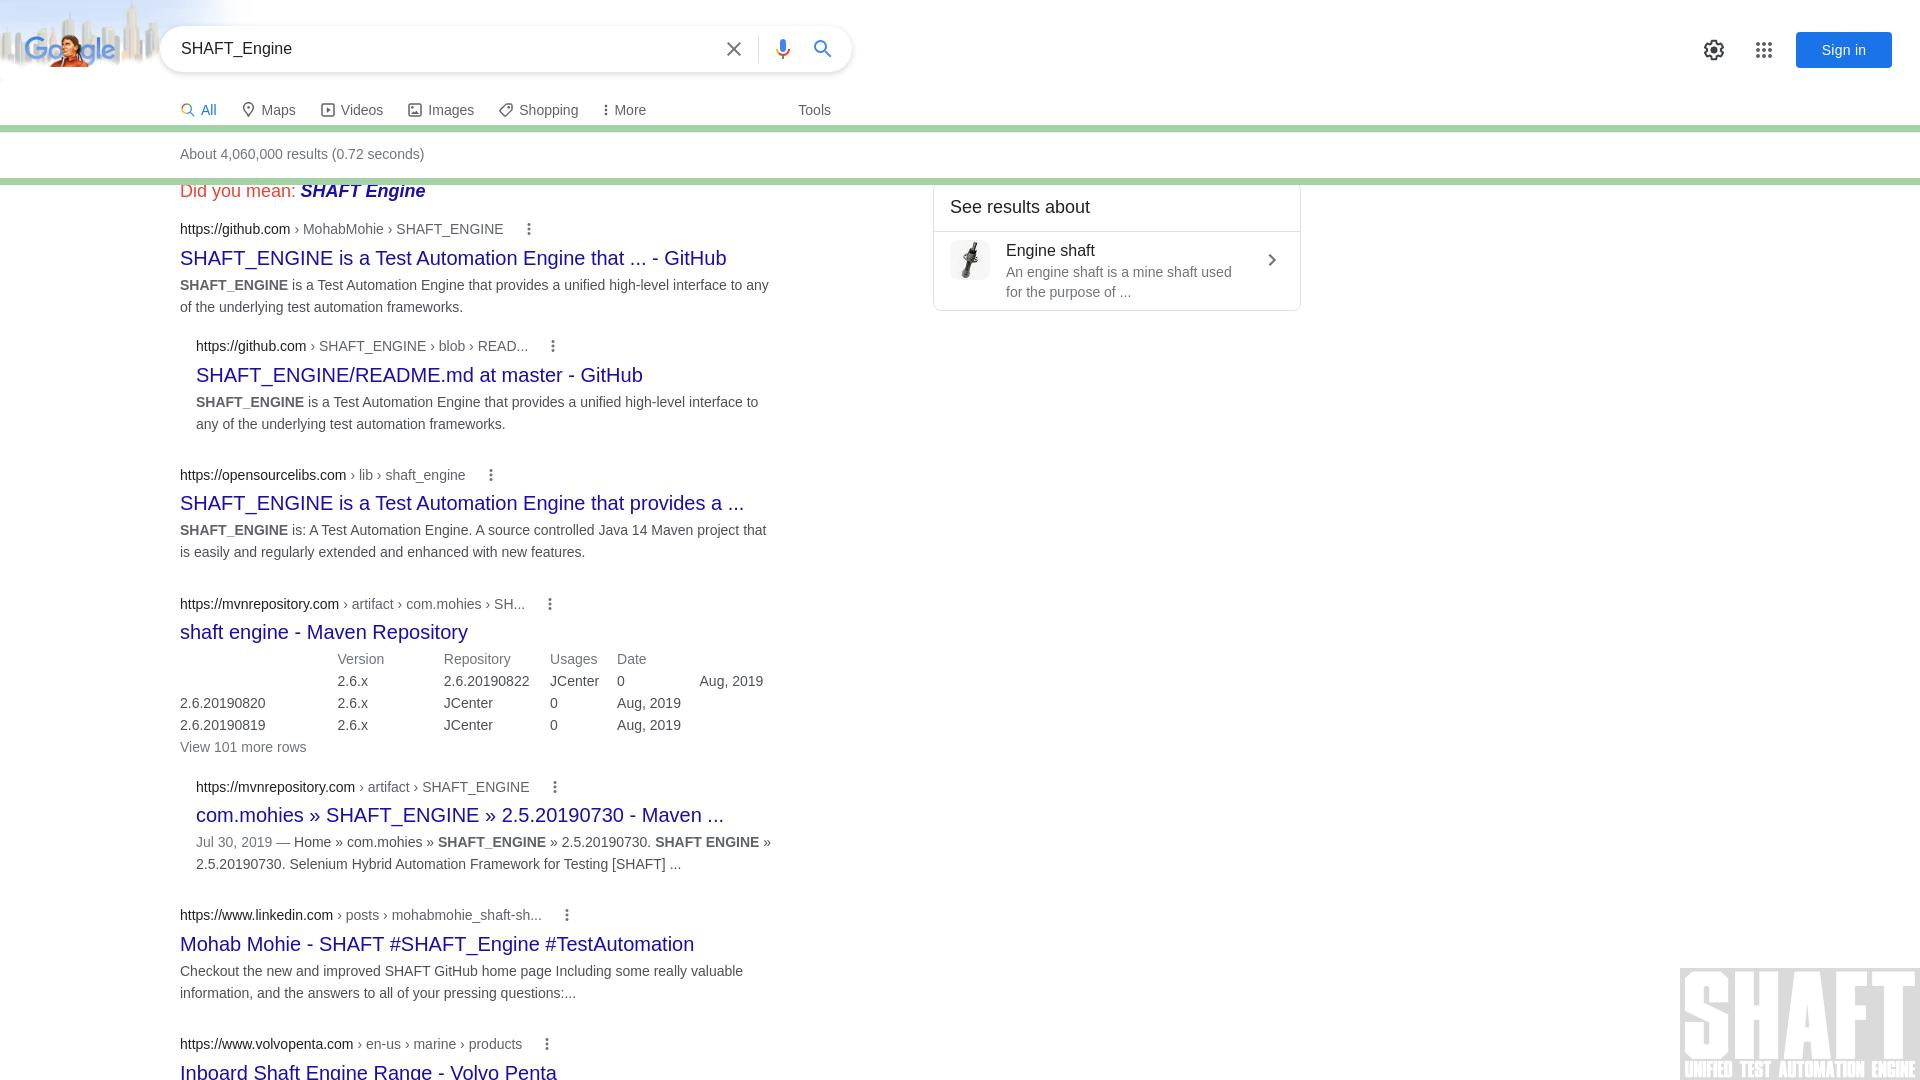 Google
SHAFT_Engine
Sign in
All
Maps
Videos
Images
Shopping
More
Tools
About 4,060,000 results (0.72 seconds)
Did you mean: SHAFT Engine
https://github.com › MohabMohie › SHAFT_ENGINE
SHAFT_ENGINE is a Test Automation Engine that ... - GitHub
SHAFT_ENGINE is a Test Automation Engine that provides a unified high-level interface to any
of the underlying test automation frameworks.
https://github.com › SHAFT_ENGINE › blob › READ...
SHAFT_ENGINE/README.md at master - GitHub
SHAFT_ENGINE is a Test Automation Engine that provides a unified high-level interface to
any of the underlying test automation frameworks.
https://opensourcelibs.com › lib › shaft_engine
SHAFT_ENGINE is a Test Automation Engine that provides a ...
SHAFT_ENGINE is: A Test Automation Engine. A source controlled Java 14 Maven project that
is easily and regularly extended and enhanced with new features.
https://mvnrepository.com › artifact › com.mohies › SH...
shaft engine - Maven Repository
Version Repository Usages Date
2.6.x 2.6.20190822 JCenter 0 Aug, 2019
2.6.20190820 2.6.x JCenter 0 Aug, 2019
2.6.20190819 2.6.x JCenter 0 Aug, 2019
View 101 more rows
https://mvnrepository.com › artifact › SHAFT_ENGINE
com.mohies » SHAFT_ENGINE » 2.5.20190730 - Maven ...
Jul 30, 2019 — Home » com.mohies » SHAFT_ENGINE » 2.5.20190730. SHAFT ENGINE »
2.5.20190730. Selenium Hybrid Automation Framework for Testing [SHAFT] ...
https://www.linkedin.com › posts › mohabmohie_shaft-sh...
Mohab Mohie - SHAFT #SHAFT_Engine #TestAutomation
Checkout the new and improved SHAFT GitHub home page Including some really valuable
information, and the answers to all of your pressing questions:...
https://www.volvopenta.com › en-us › marine › products
Inboard Shaft Engine Range - Volvo Penta
See results about
Engine shaft
An engine shaft is a mine shaft used
for the purpose of ...
SHAFT
UNIFIED TEST AUTOMATION ENGINE